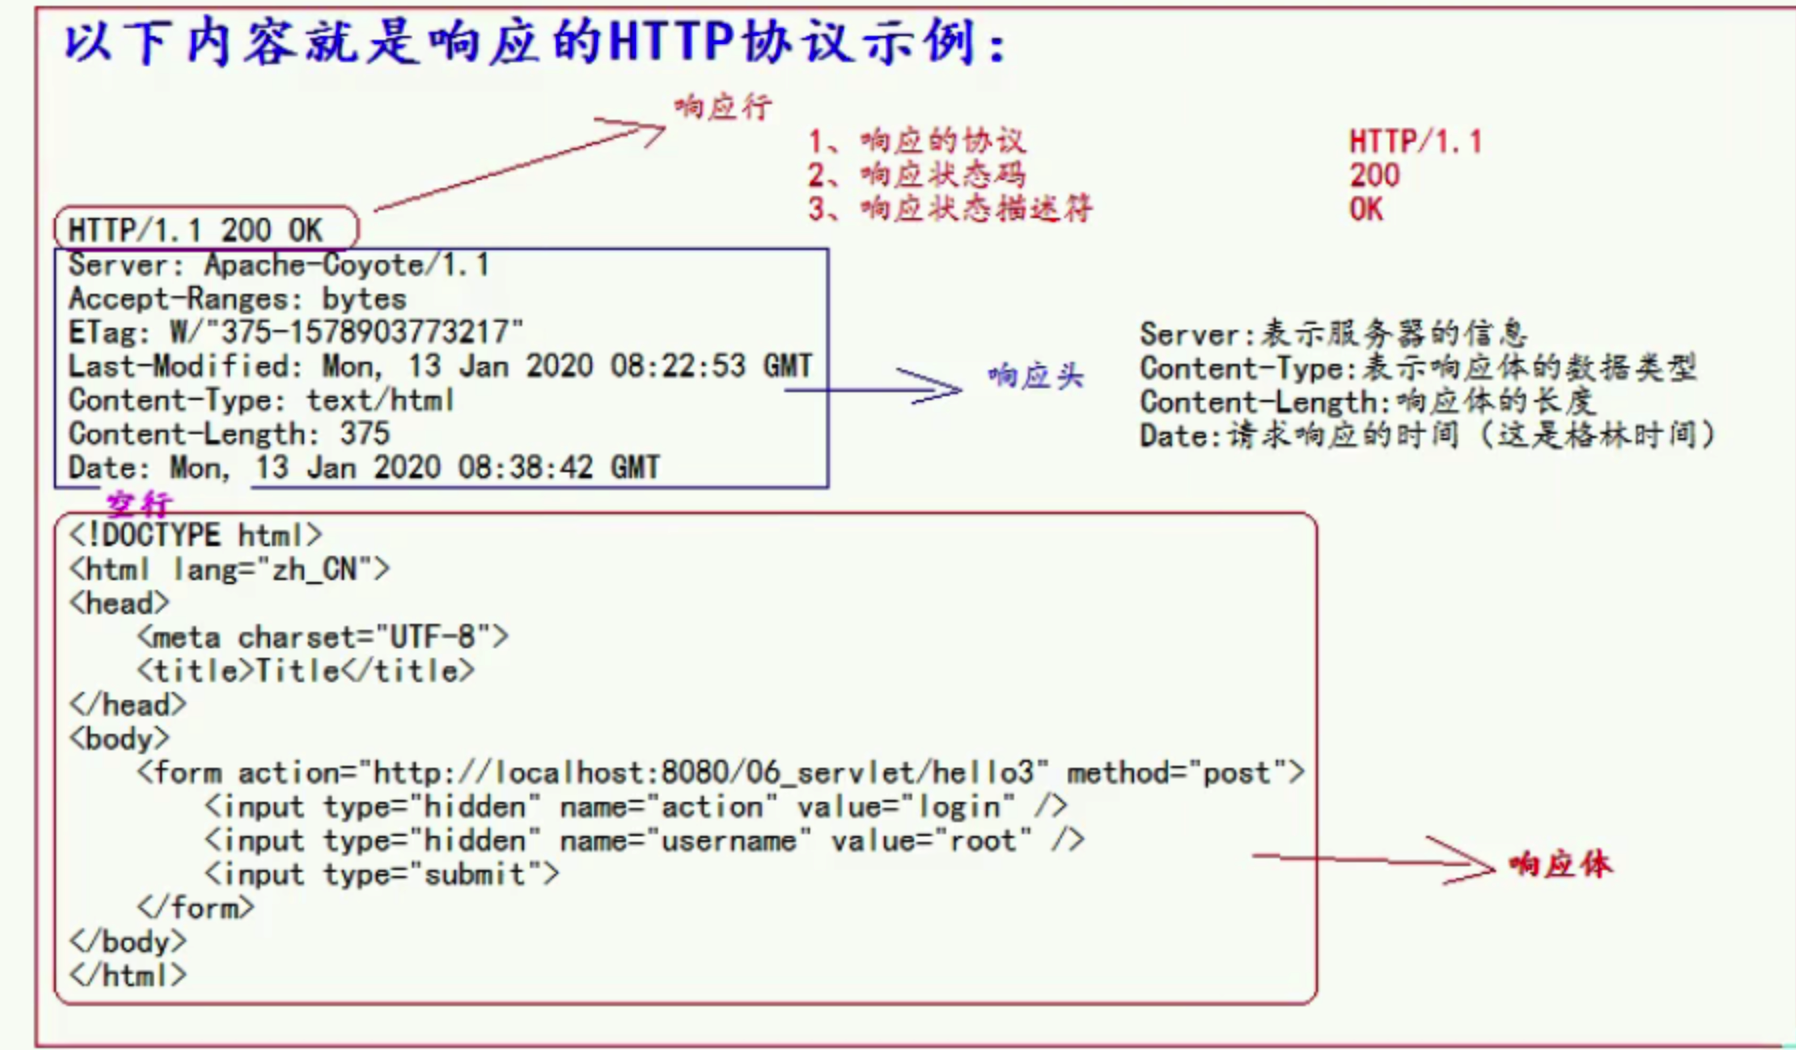 以下内容就是响应的HTTP协议示例：
响应行
1、响应的协议 HTTP/1.1
2、响应状态码 200
3、响应状态描述符 OK
HTTP/1.1 200 OK
Server: Apache-Coyote/1.1
Accept-Ranges: bytes
ETag: W/"375-1578903773217"
Last-Modified: Mon, 13 Jan 2020 08:22:53 GMT
Content-Type: text/html
Content-Length: 375
Date: Mon, 13 Jan 2020 08:38:42 GMT
响应头
Server:表示服务器的信息
Content-Type:表示响应体的数据类型
Content-Length:响应体的长度
Date:请求响应的时间（这是格林时间）
空行
<!DOCTYPE html>
<html lang="zh_CN">
<head>
    <meta charset="UTF-8">
    <title>Title</title>
</head>
<body>
    <form action="http://localhost:8080/06_servlet/hello3" method="post">
        <input type="hidden" name="action" value="login" />
        <input type="hidden" name="username" value="root" />
        <input type="submit">
    </form>
</body>
</html>
响应体